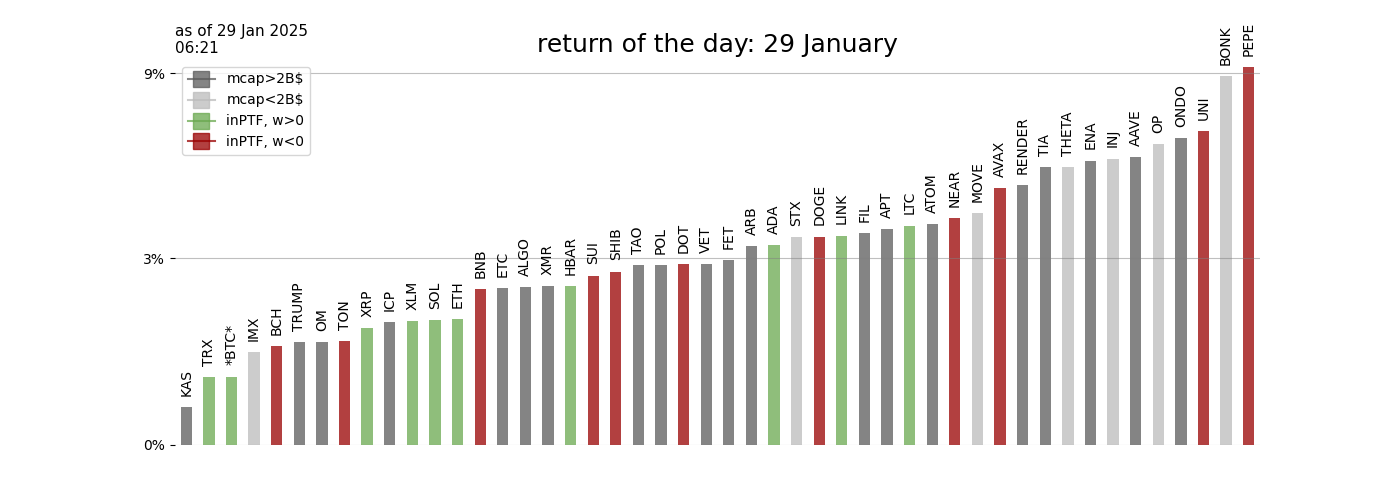 as of 29 Jan 2025
06:21
return of the day: 29 January
9%
3%
0%
mcap>2B$
mcap<2B$
inPTF, w>0
inPTF, w<0
KAS
TRX
*BTC*
IMX
BCH
TRUMP
OM
TON
XRP
ICP
XLM
SOL
ETH
BNB
ETC
ALGO
XMR
HBAR
SUI
SHIB
TAO
POL
DOT
VET
FET
ARB
ADA
STX
DOGE
LINK
FIL
APT
LTC
ATOM
NEAR
MOVE
AVAX
RENDER
TIA
THETA
ENA
INJ
AAVE
OP
ONDO
UNI
BONK
PEPE